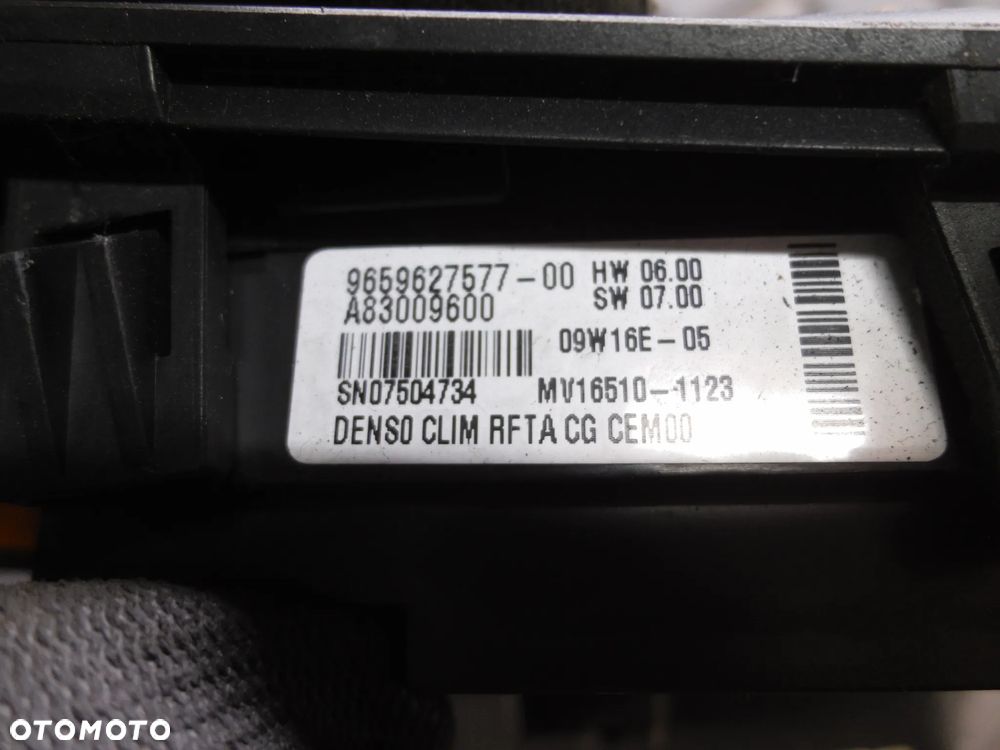 9659627577-00 HW 06.00
A83009600 SW 07.00
09W16E-05
SN07504734 MV16510-1123
DENSO CLIM RFTA CG CEM00
OTOMOTO